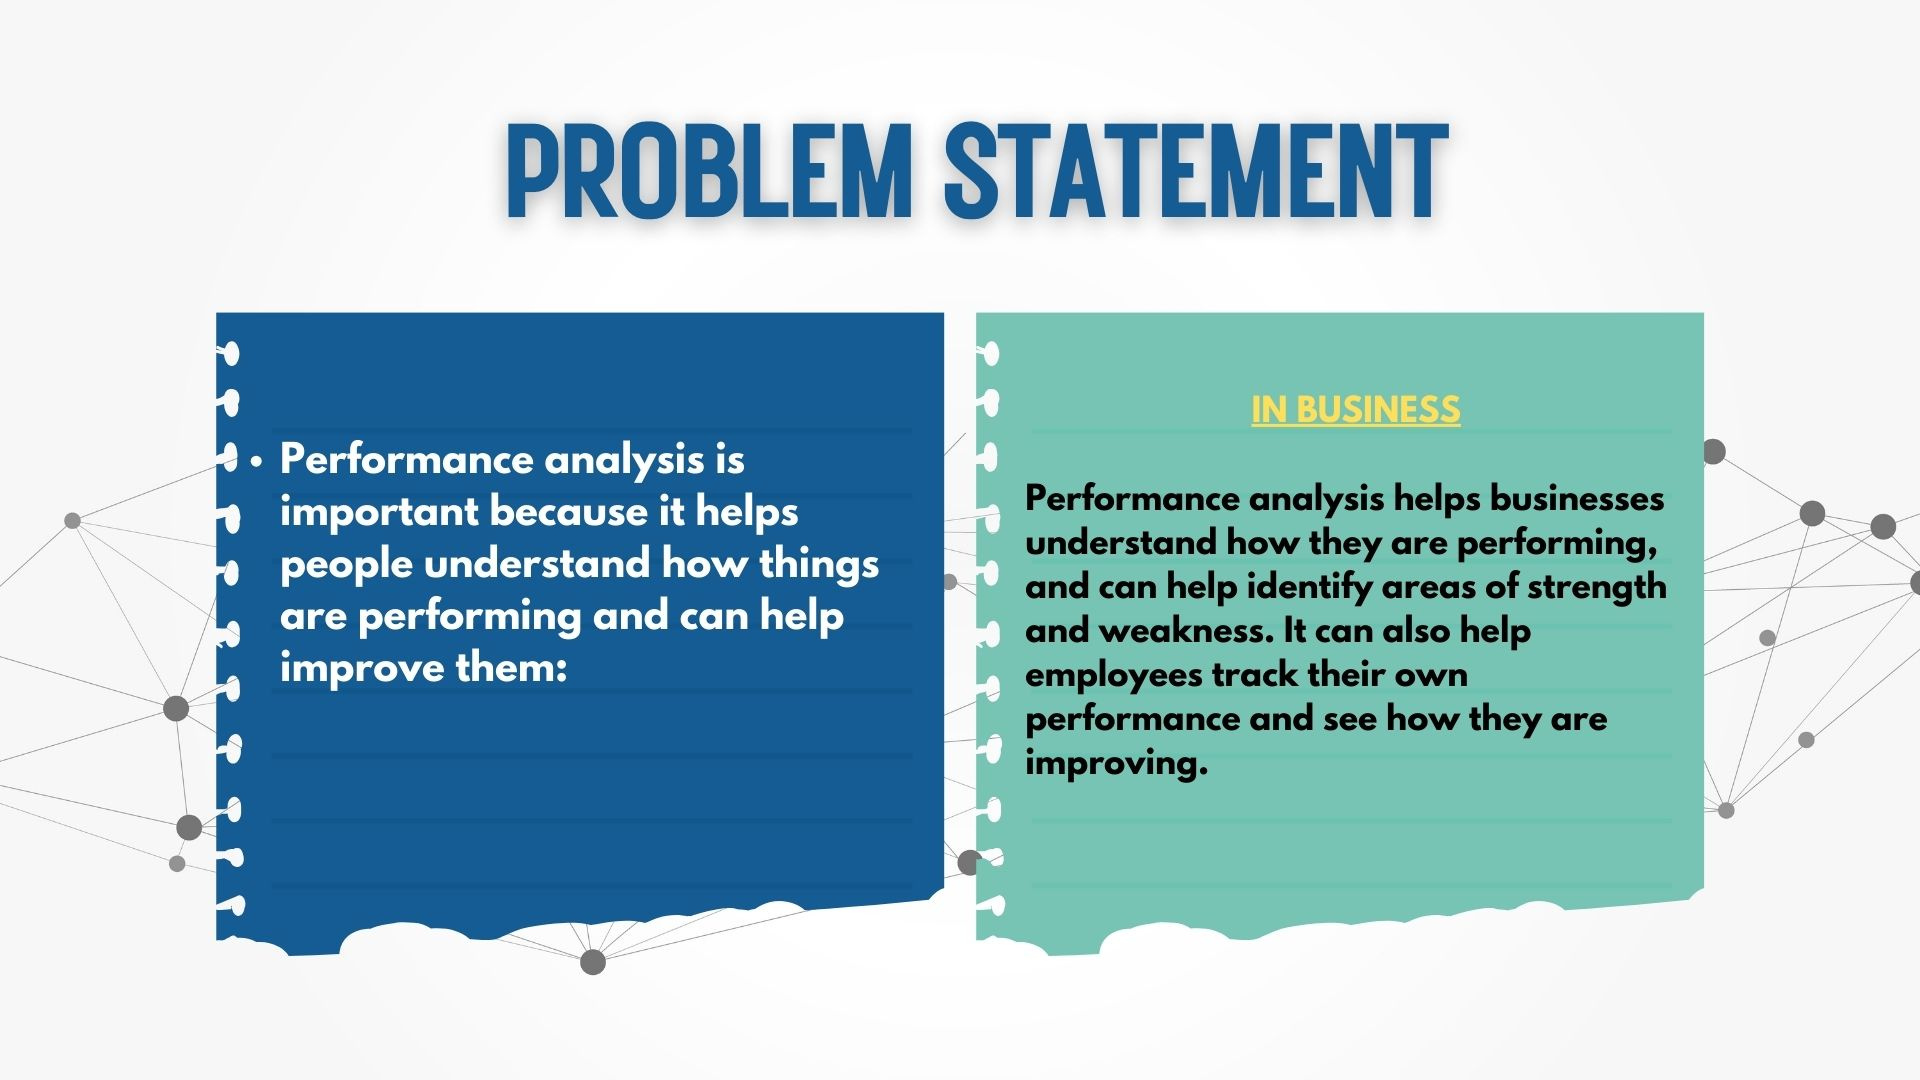 PROBLEM STATEMENT
• Performance analysis is
important because it helps
people understand how things
are performing and can help
improve them:
IN BUSINESS
Performance analysis helps businesses
understand how they are performing,
and can help identify areas of strength
and weakness. It can also help
employees track their own
performance and see how they are
improving.